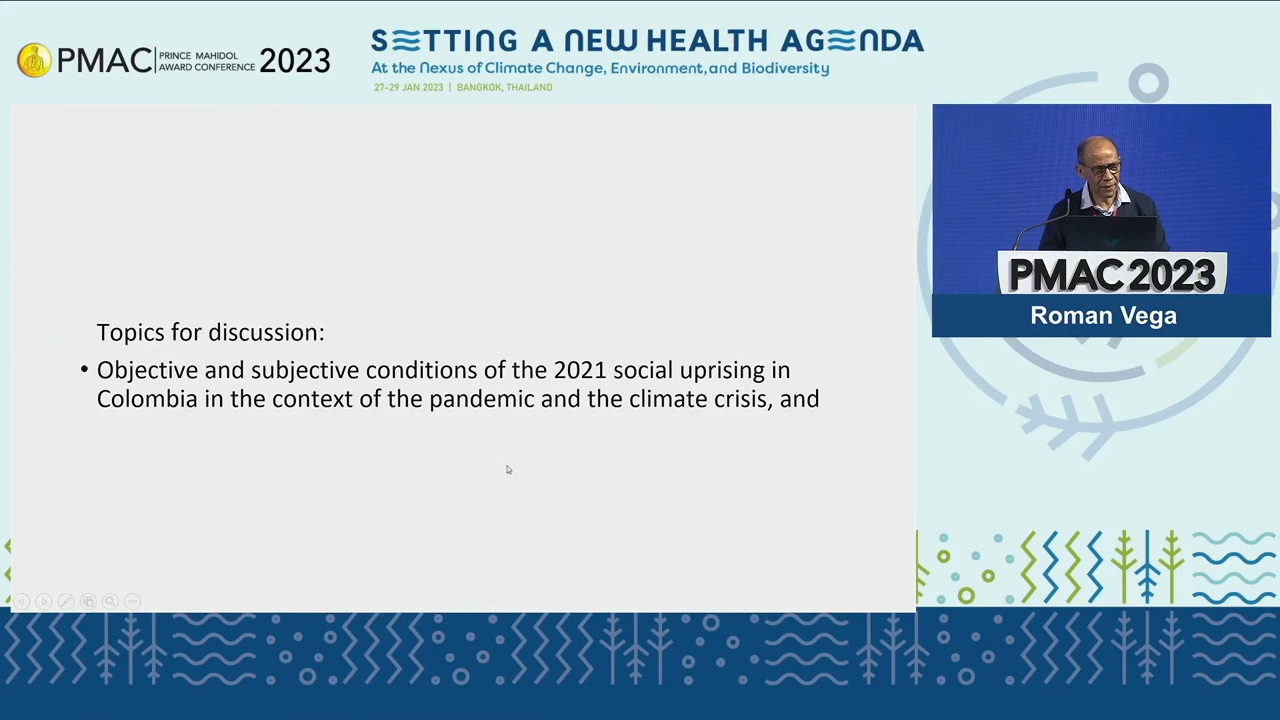 PMAC PRINCE MAHIDOL AWARD CONFERENCE 2023
SETTING A NEW HEALTH AGENDA
At the Nexus of Climate Change, Environment, and Biodiversity
27-29 JAN 2023 | BANGKOK, THAILAND
Topics for discussion:
• Objective and subjective conditions of the 2021 social uprising in
Colombia in the context of the pandemic and the climate crisis, and
PMAC 2023
Roman Vega